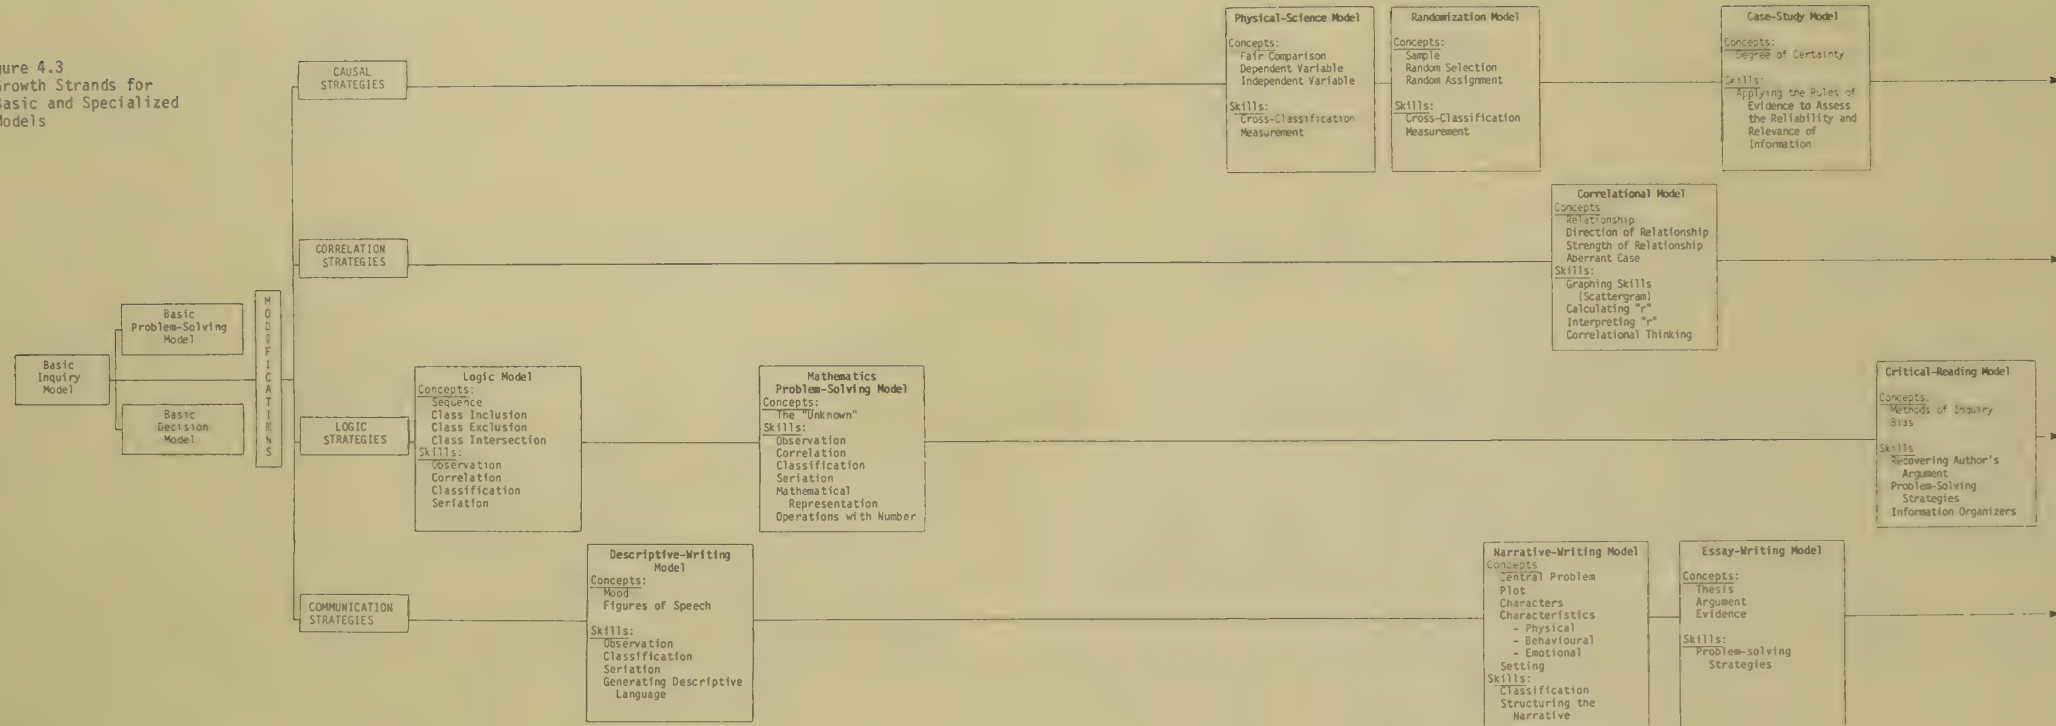 ure 4.3
rowth Strands for
asic and Specialized
odels
Basic
Inquiry
Model
Basic
Problem-Solving
Model
Basic
Decision
Model
CAUSAL
STRATEGIES
Physical-Science Model
Concepts:
Fair Comparison
Dependent Variable
Independent Variable
Skills:
Cross-Classification
Measurement
Randomization Model
Concepts:
Sample
Random Selection
Random Assignment
Skills:
Cross-Classification
Measurement
Case-Study Model
Concepts:
Degree of Certainty
Skills:
Applying the Rules of
Evidence to Assess
the Reliability and
Relevance of
Information
CORRELATION
STRATEGIES
Correlational Model
Concepts
Relationship
Direction of Relationship
Strength of Relationship
Aberrant Case
Skills:
Graphing Skills
(Scattergram)
Calculating "r"
Interpreting "r"
Correlational Thinking
LOGIC
STRATEGIES
Logic Model
Concepts:
Sequence
Class Inclusion
Class Exclusion
Class Intersection
Skills:
Observation
Correlation
Classification
Seriation
Mathematics
Problem-Solving Model
Concepts:
The "Unknown"
Skills:
Observation
Correlation
Classification
Seriation
Mathematical
Representation
Operations with Number
Critical-Reading Model
Concepts.
Methods of Inquiry
Bias
Skills
Recovering Author's
Argument
Problem-Solving
Strategies
Information Organizers
COMMUNICATION
STRATEGIES
Descriptive-Writing
Model
Concepts:
Mood
Figures of Speech
Skills:
Observation
Classification
Seriation
Generating Descriptive
Language
Narrative-Writing Model
Concepts
Central Problem
Plot
Characters
Characteristics
- Physical
- Behavioural
- Emotional
Setting
Skills:
Classification
Structuring the
Narrative
Essay-Writing Model
Concepts:
Thesis
Argument
Evidence
Skills:
Problem-solving
Strategies